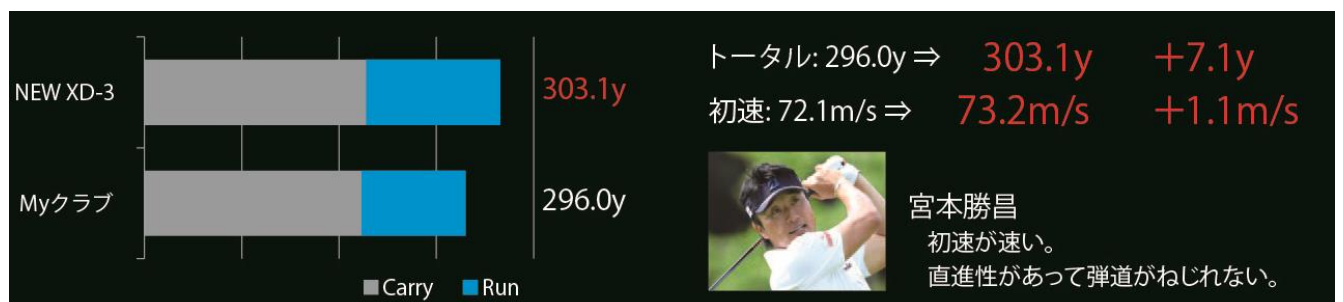 NEW XD-3
303.1y
Myクラブ
296.0y
Carry Run
トータル: 296.0y ⇒ 303.1y +7.1y
初速: 72.1m/s ⇒ 73.2m/s +1.1m/s
宮本勝昌
初速が速い。
直進性があって弾道がねじれない。